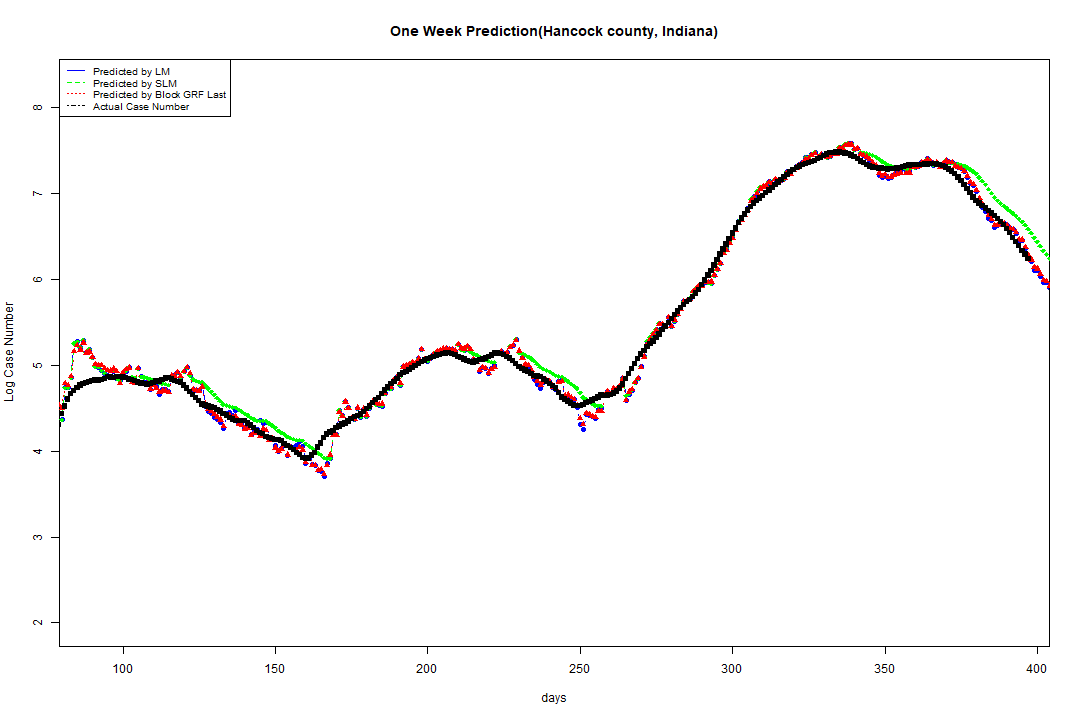 One Week Prediction(Hancock county, Indiana)
Predicted by LM
Predicted by SLM
Predicted by Block GRF Last
Actual Case Number
8
7
6
5
4
3
2
Log Case Number
100 150 200 250 300 350 400
days